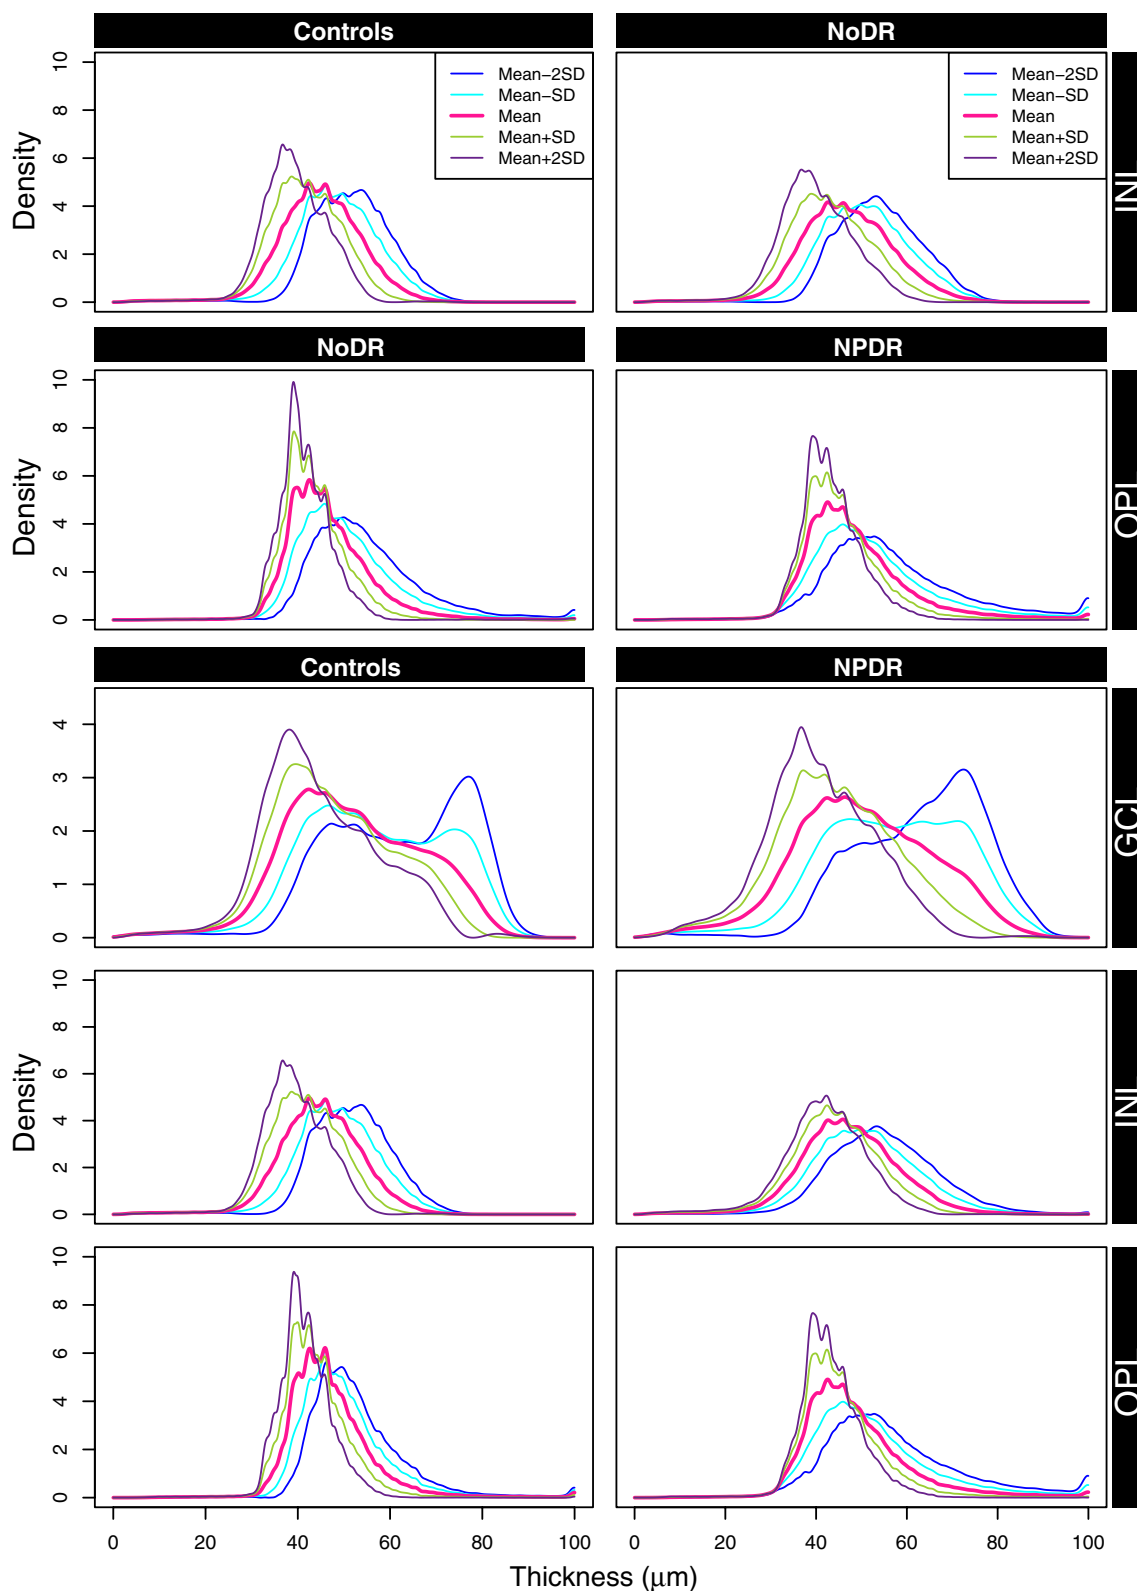 Controls
NoDR
10
8
6
4
2
0
Density
Mean−2SD
Mean−SD
Mean
Mean+SD
Mean+2SD
Mean−2SD
Mean−SD
Mean
Mean+SD
Mean+2SD
INL
NoDR
NPDR
10
8
6
4
2
0
Density
OPL
Controls
NPDR
4
3
2
1
0
GCL
10
8
6
4
2
0
Density
INL
10
8
6
4
2
0
OPL
0 20 40 60 80 100
0 20 40 60 80 100
Thickness (μm)